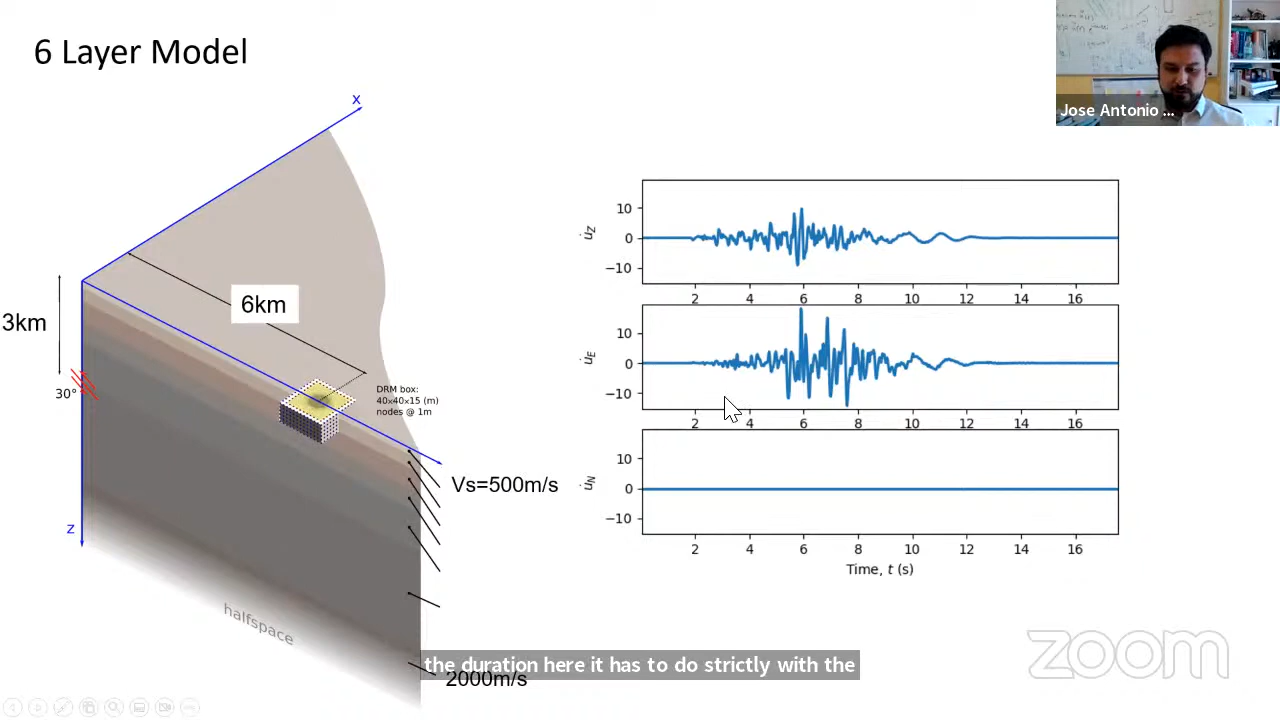 6 Layer Model
Jose Antonio ...
x
6km
3km
30°
DRM box:
40x40x15 (m)
nodes @ 1m
Vs=500m/s
z
halfspace
2000m/s
u̇Z
10
0
−10
2 4 6 8 10 12 14 16
u̇E
10
0
−10
2 4 6 8 10 12 14 16
u̇N
10
0
−10
2 4 6 8 10 12 14 16
Time, t (s)
the duration here it has to do strictly with the
zoom